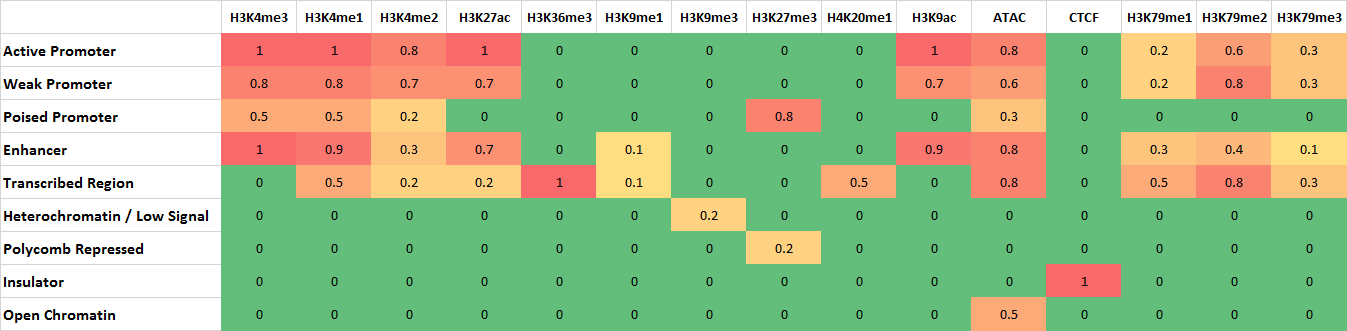 H3K4me3 H3K4me1 H3K4me2 H3K27ac H3K36me3 H3K9me1 H3K9me3 H3K27me3 H4K20me1 H3K9ac ATAC CTCF H3K79me1 H3K79me2 H3K79me3
Active Promoter 1 1 0.8 1 0 0 0 0 0 1 0.8 0 0.2 0.6 0.3
Weak Promoter 0.8 0.8 0.7 0.7 0 0 0 0 0 0.7 0.6 0 0.2 0.8 0.3
Poised Promoter 0.5 0.5 0.2 0 0 0 0 0.8 0 0 0.3 0 0 0 0
Enhancer 1 0.9 0.3 0.7 0 0.1 0 0 0 0.9 0.8 0 0.3 0.4 0.1
Transcribed Region 0 0.5 0.2 0.2 1 0.1 0 0 0.5 0 0.8 0 0.5 0.8 0.3
Heterochromatin / Low Signal 0 0 0 0 0 0 0.2 0 0 0 0 0 0 0 0
Polycomb Repressed 0 0 0 0 0 0 0 0.2 0 0 0 0 0 0 0
Insulator 0 0 0 0 0 0 0 0 0 0 0 1 0 0 0
Open Chromatin 0 0 0 0 0 0 0 0 0 0 0.5 0 0 0 0